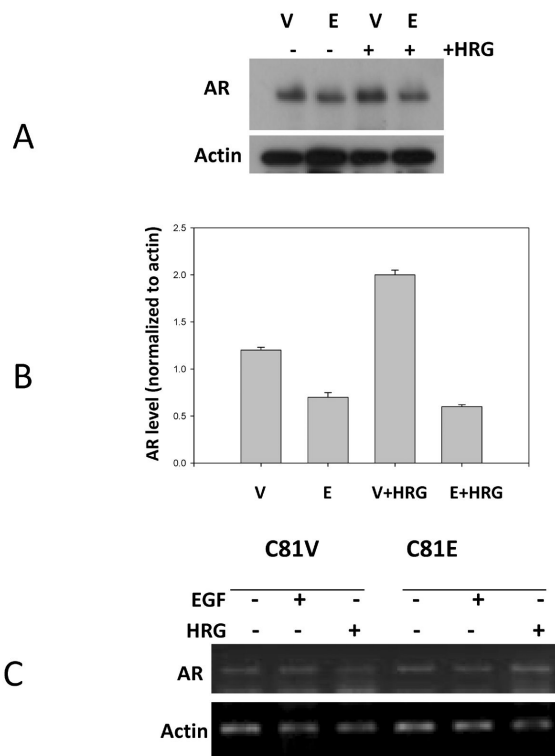 V E V E
- - + + +HRG
AR
A
Actin
2.5
2.0
1.5
1.0
0.5
0.0
AR level (normalized to actin)
B
V E V+HRG E+HRG
C81V C81E
EGF - + - - + -
HRG - - + - - +
AR
C
Actin